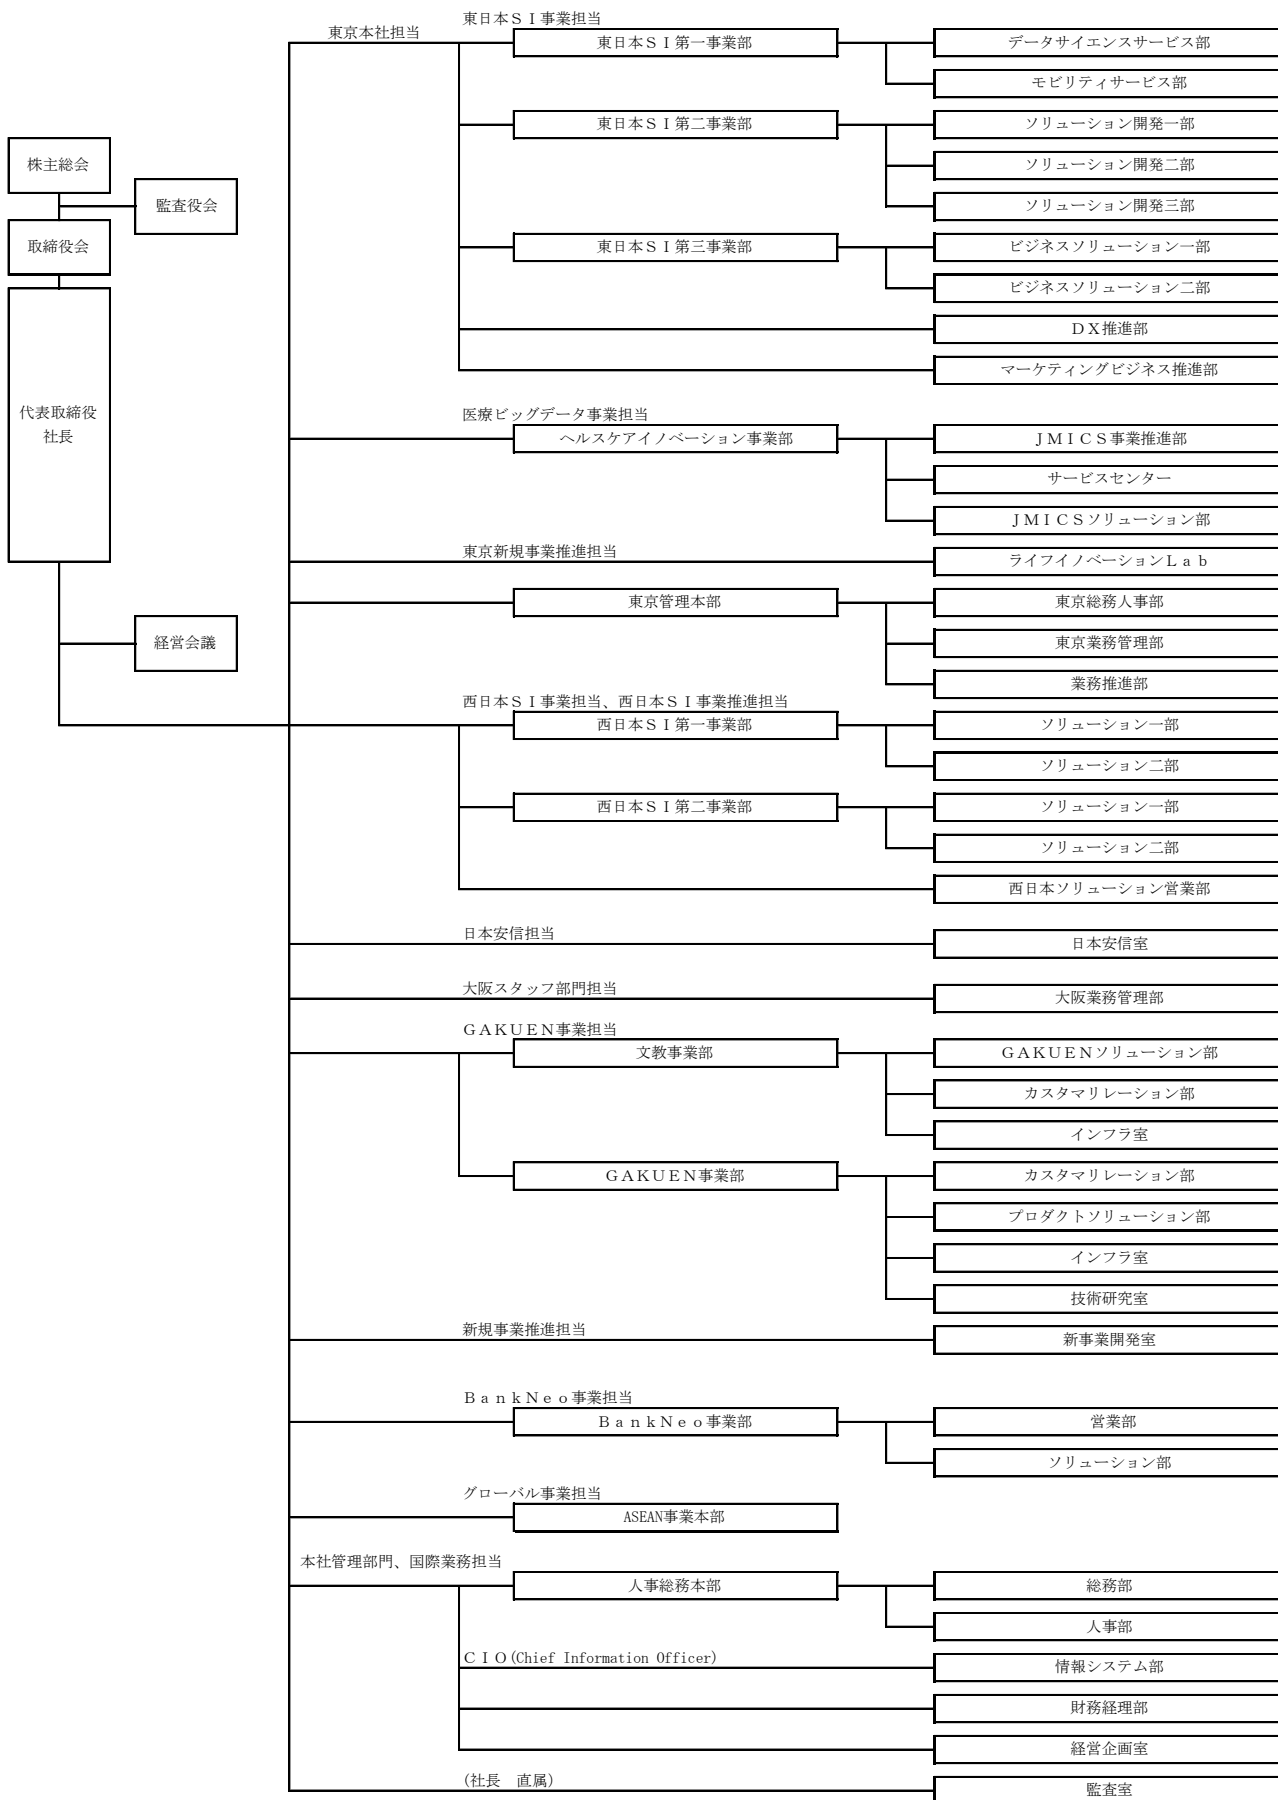 東日本ＳＩ事業担当
東京本社担当
東日本ＳＩ第一事業部
データサイエンスサービス部
モビリティサービス部
東日本ＳＩ第二事業部
ソリューション開発一部
株主総会
ソリューション開発二部
監査役会
ソリューション開発三部
取締役会
東日本ＳＩ第三事業部
ビジネスソリューション一部
ビジネスソリューション二部
ＤＸ推進部
マーケティングビジネス推進部
代表取締役
社長
医療ビッグデータ事業担当
ヘルスケアイノベーション事業部
ＪＭＩＣＳ事業推進部
サービスセンター
ＪＭＩＣＳソリューション部
東京新規事業推進担当
ライフイノベーションＬａｂ
東京管理本部
東京総務人事部
経営会議
東京業務管理部
業務推進部
西日本ＳＩ事業担当、西日本ＳＩ事業推進担当
西日本ＳＩ第一事業部
ソリューション一部
ソリューション二部
西日本ＳＩ第二事業部
ソリューション一部
ソリューション二部
西日本ソリューション営業部
日本安信担当
日本安信室
大阪スタッフ部門担当
大阪業務管理部
ＧＡＫＵＥＮ事業担当
文教事業部
ＧＡＫＵＥＮソリューション部
カスタマリレーション部
インフラ室
ＧＡＫＵＥＮ事業部
カスタマリレーション部
プロダクトソリューション部
インフラ室
技術研究室
新規事業推進担当
新事業開発室
ＢａｎｋＮｅｏ事業担当
ＢａｎｋＮｅｏ事業部
営業部
ソリューション部
グローバル事業担当
ASEAN事業本部
本社管理部門、国際業務担当
人事総務本部
総務部
人事部
ＣＩＯ(Chief Information Officer)
情報システム部
財務経理部
経営企画室
(社長　直属)
監査室